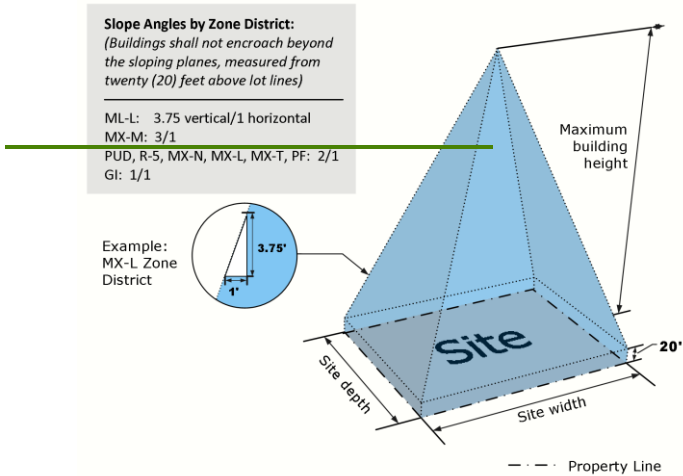 Slope Angles by Zone District:
(Buildings shall not encroach beyond
the sloping planes, measured from
twenty (20) feet above lot lines)
ML-L: 3.75 vertical/1 horizontal
MX-M: 3/1
PUD, R-5, MX-N, MX-L, MX-T, PF: 2/1
GI: 1/1
Maximum
building
height
Example:
MX-L Zone
District
3.75'
1'
Site
20'
Site depth
Site width
Property Line